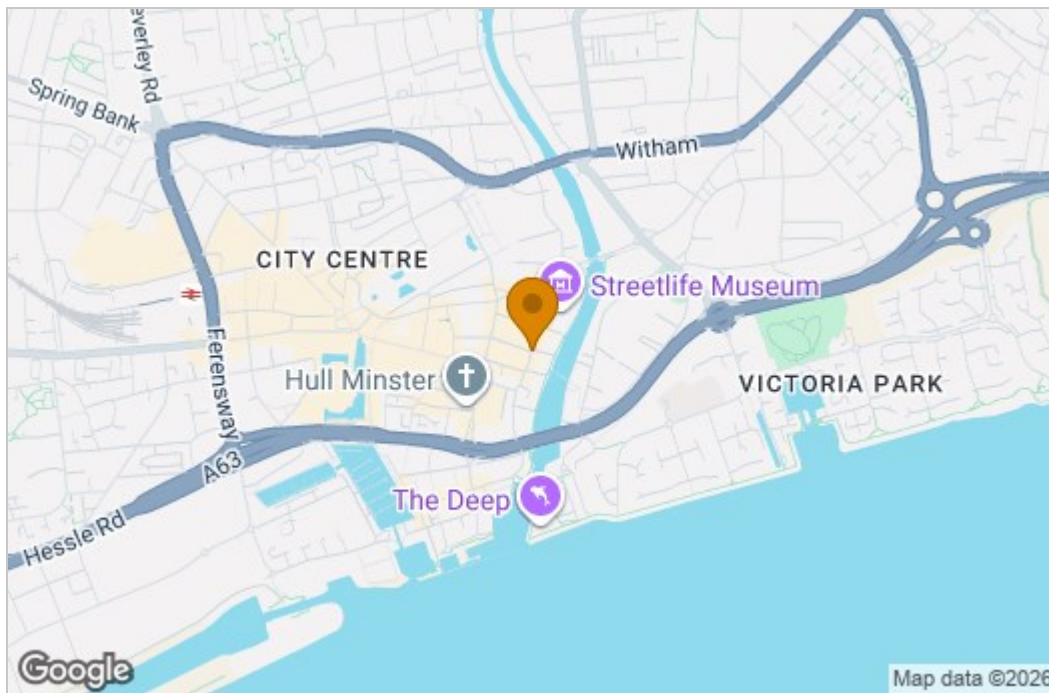 everley Rd
Spring Bank
Witham
CITY CENTRE
Streetlife Museum
Ferensway
Hull Minster
VICTORIA PARK
A63
The Deep
Hessle Rd
Google
Map data ©2026